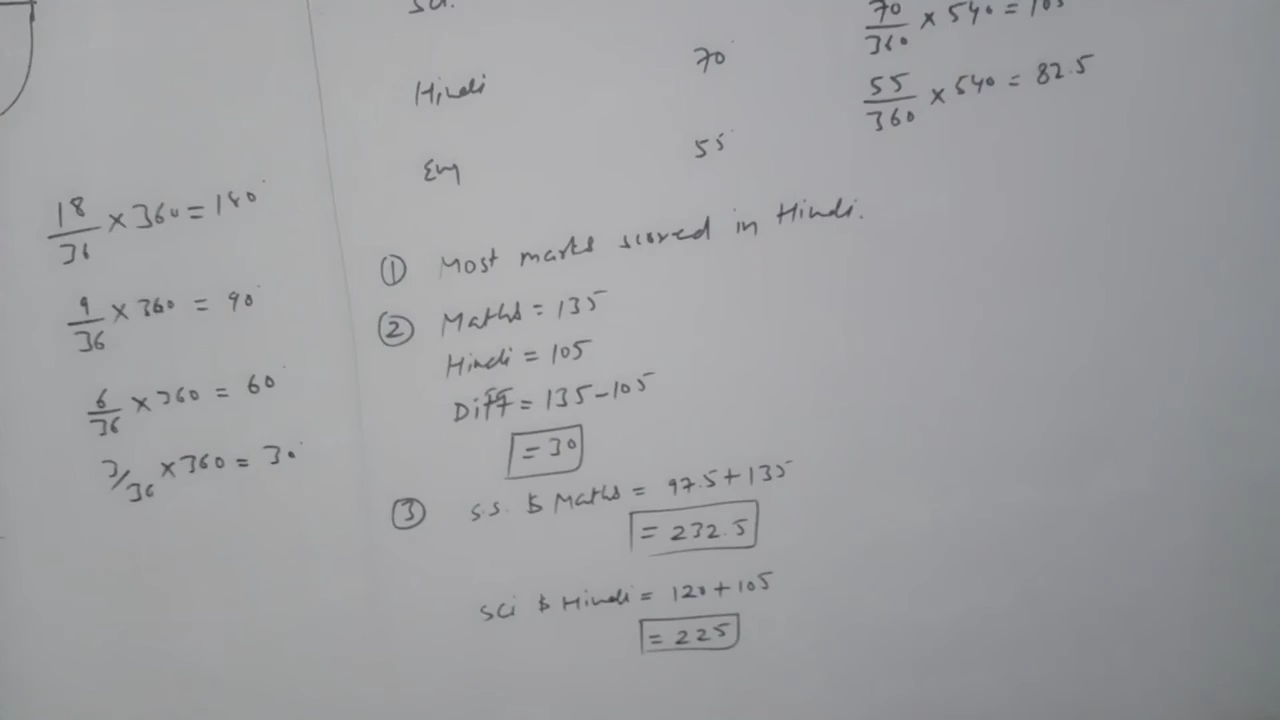 Sci.
70/360 × 540 = 105
Hindi 70°
55/360 × 540 = 82.5
Eng 55°
18/36 × 360 = 180°
9/36 × 360 = 90°
6/36 × 360 = 60°
3/36 × 360 = 30°
① Most marks scored in Hindi.
② Maths = 135
Hindi = 105
Diff = 135-105
= 30
③ S.S. & Maths = 97.5+135
= 232.5
Sci & Hindi = 120+105
= 225